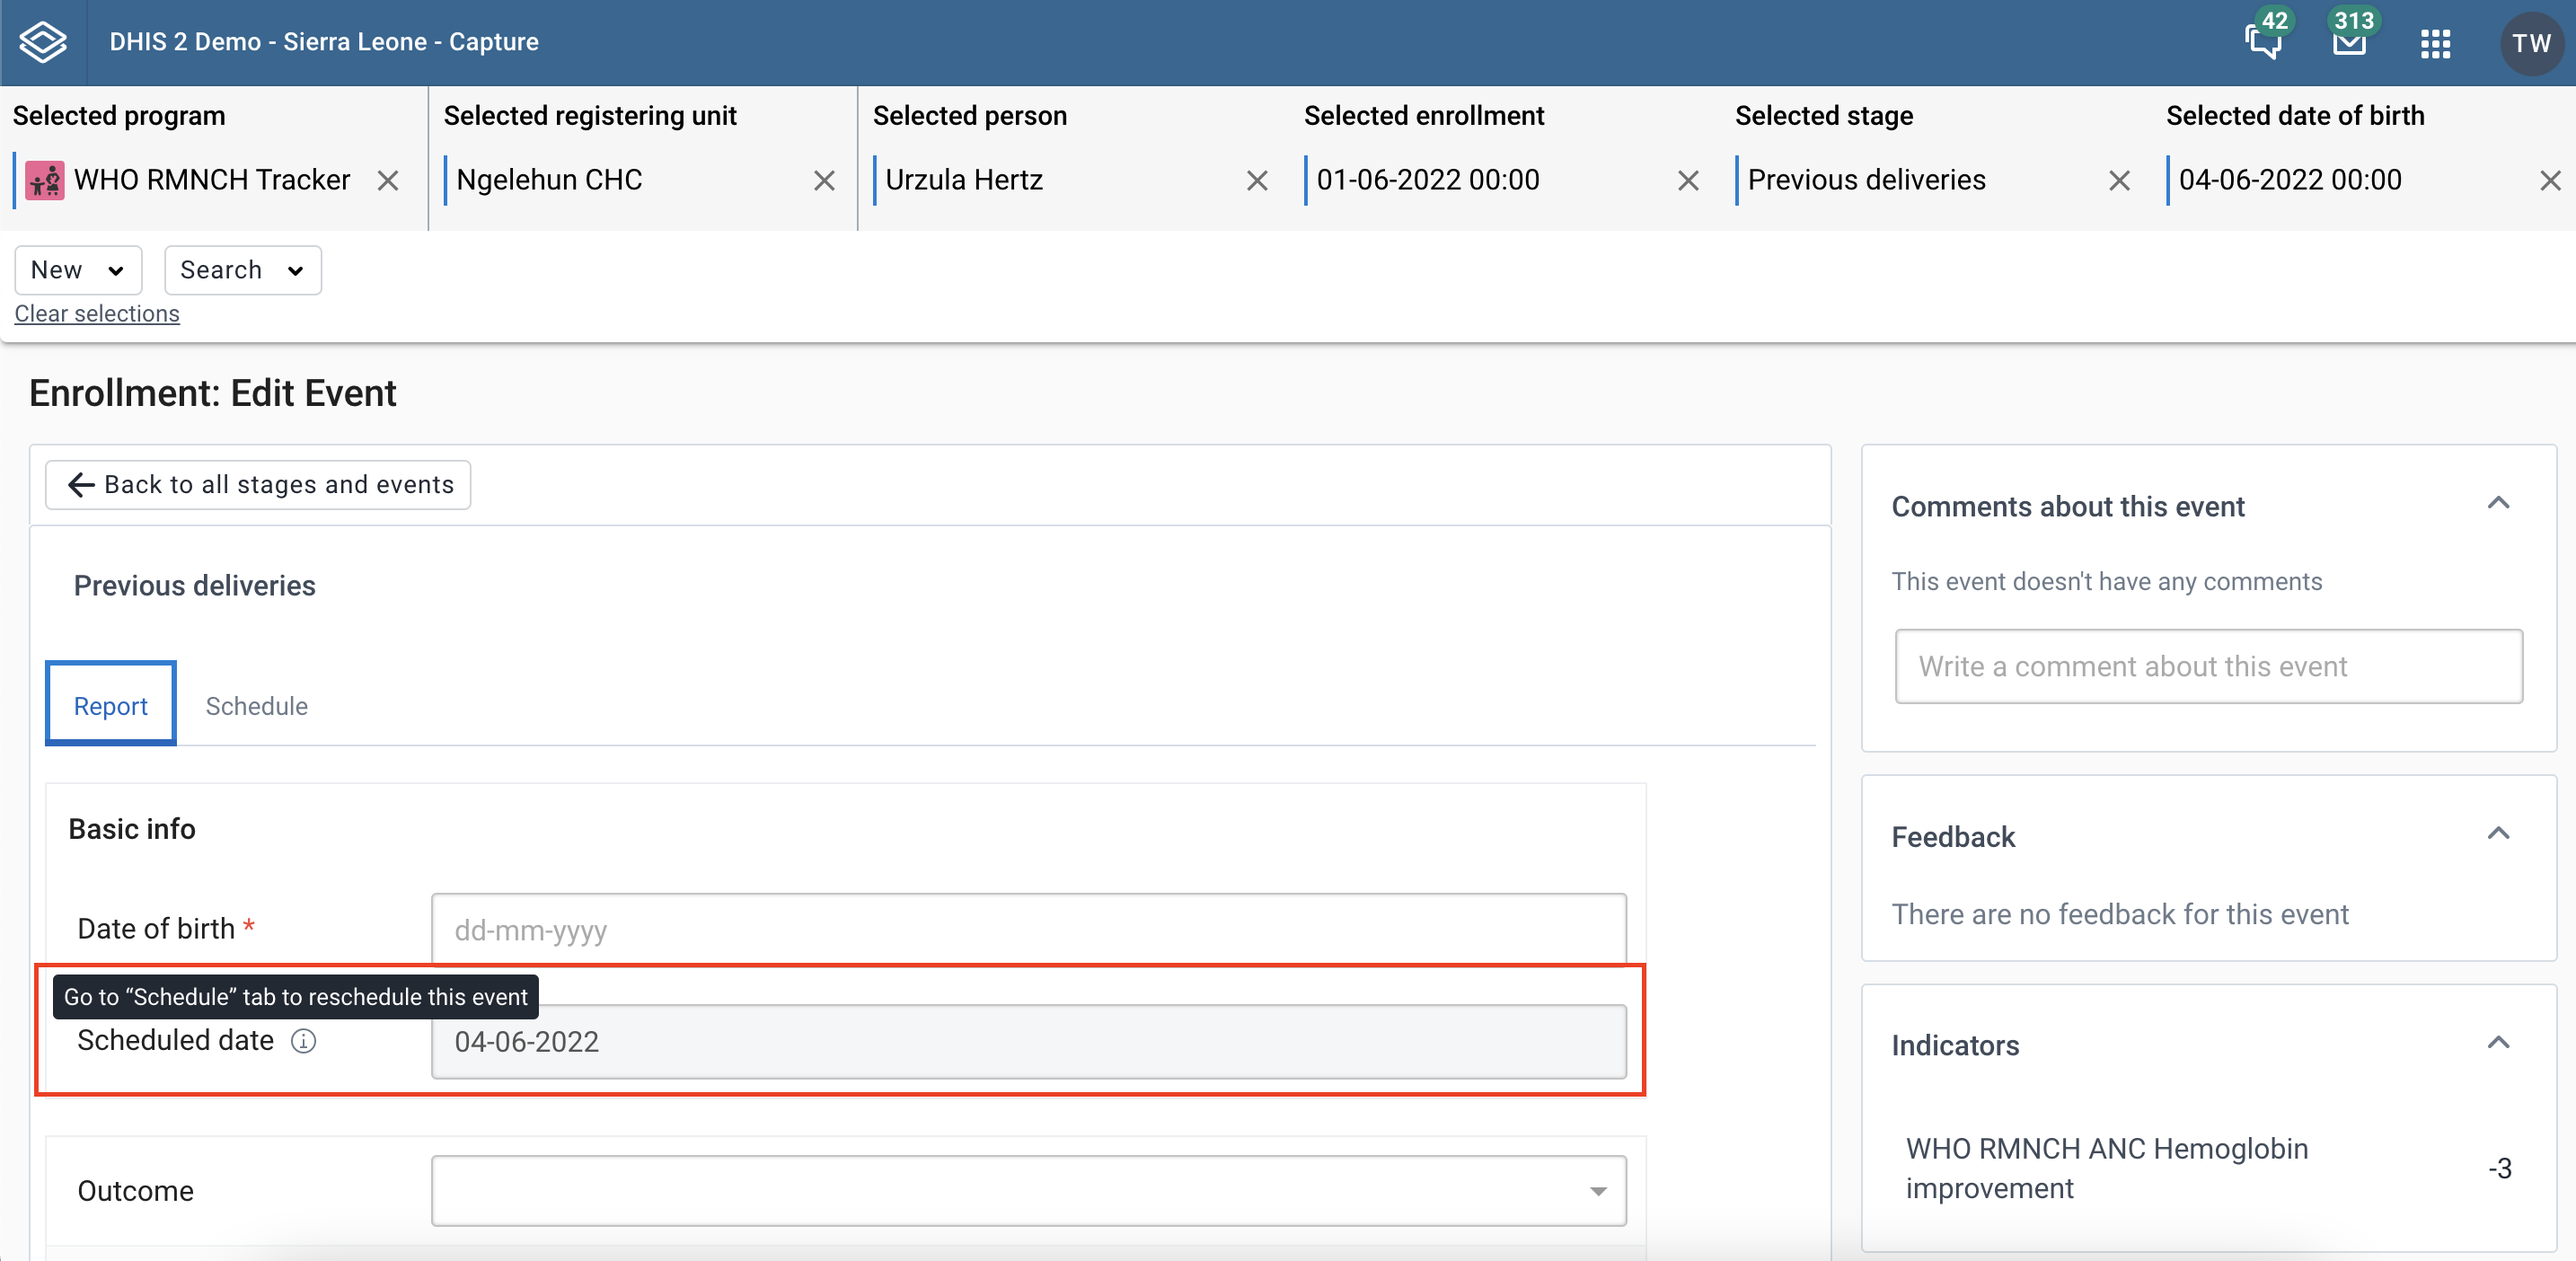 DHIS 2 Demo - Sierra Leone - Capture
42
313
TW
Selected program
Selected registering unit
Selected person
Selected enrollment
Selected stage
Selected date of birth
WHO RMNCH Tracker
Ngelehun CHC
Urzula Hertz
01-06-2022 00:00
Previous deliveries
04-06-2022 00:00
New
Search
Clear selections
Enrollment: Edit Event
Back to all stages and events
Previous deliveries
Report
Schedule
Basic info
Date of birth *
dd-mm-yyyy
Go to “Schedule” tab to reschedule this event
Scheduled date
04-06-2022
Outcome
Comments about this event
This event doesn't have any comments
Write a comment about this event
Feedback
There are no feedback for this event
Indicators
WHO RMNCH ANC Hemoglobin
improvement
-3